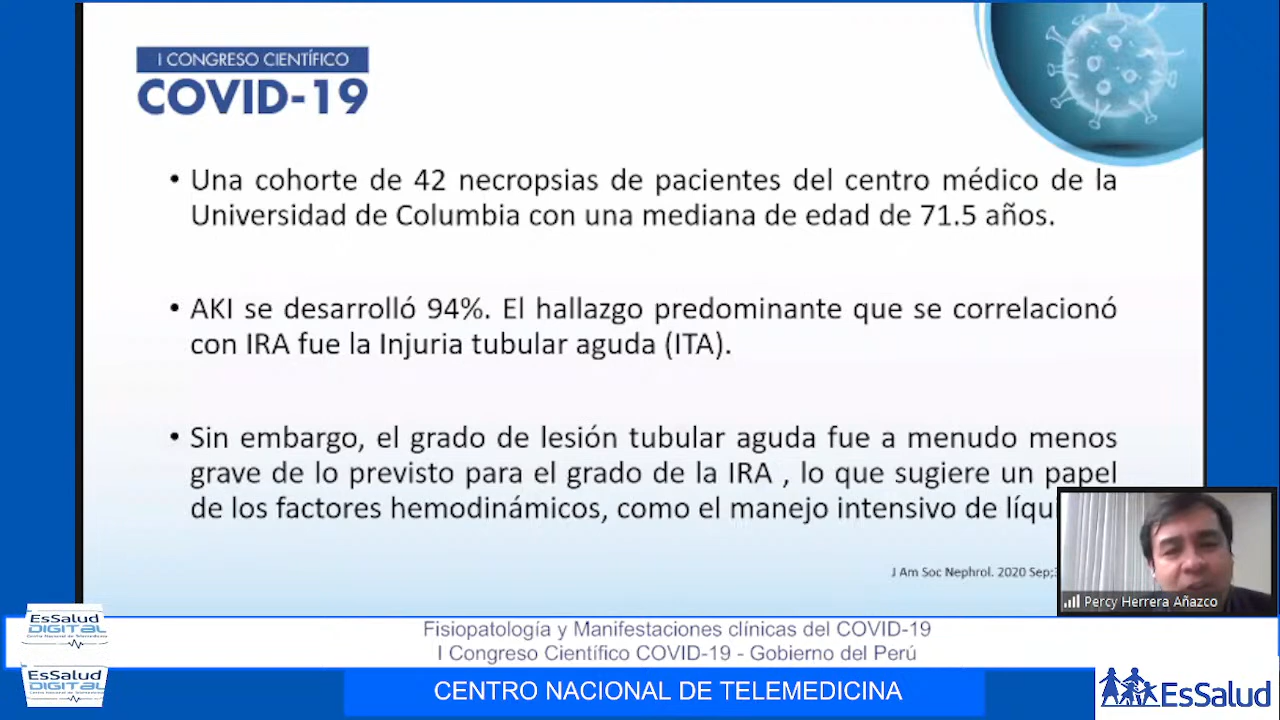 I CONGRESO CIENTÍFICO
COVID-19
• Una cohorte de 42 necropsias de pacientes del centro médico de la
Universidad de Columbia con una mediana de edad de 71.5 años.
• AKI se desarrolló 94%. El hallazgo predominante que se correlacionó
con IRA fue la Injuria tubular aguda (ITA).
• Sin embargo, el grado de lesión tubular aguda fue a menudo menos
grave de lo previsto para el grado de la IRA , lo que sugiere un papel
de los factores hemodinámicos, como el manejo intensivo de
J Am Soc Nephrol. 2020 Sep;
Percy Herrera Añazco
EsSalud
DIGITAL
Centro Nacional de Telemedicina
Fisiopatología y Manifestaciones clínicas del COVID-19
I Congreso Científico COVID-19 - Gobierno del Perú
EsSalud
DIGITAL
Centro Nacional de Telemedicina
CENTRO NACIONAL DE TELEMEDICINA
EsSalud